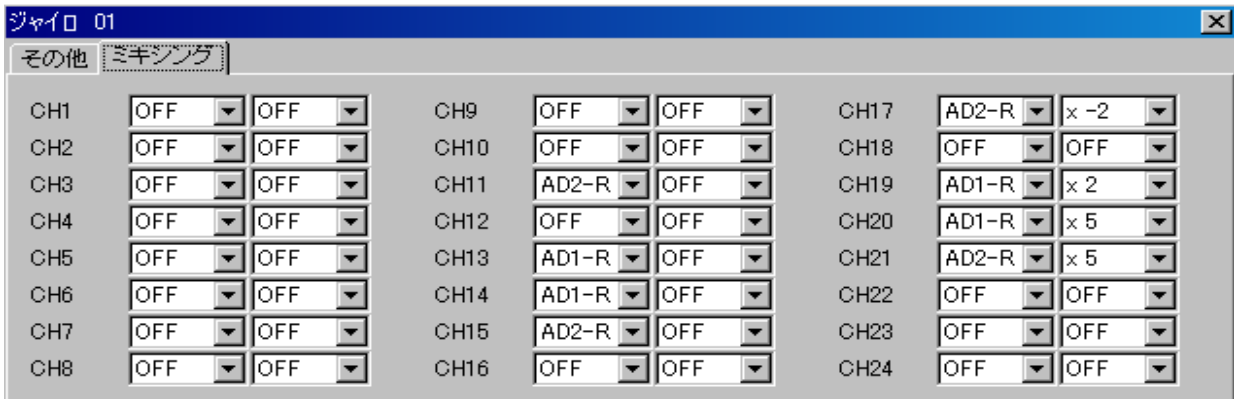 ジャイロ 01
その他 ミキシング
CH1 OFF OFF CH9 OFF OFF CH17 AD2-R × -2
CH2 OFF OFF CH10 OFF OFF CH18 OFF OFF
CH3 OFF OFF CH11 AD2-R OFF CH19 AD1-R × 2
CH4 OFF OFF CH12 OFF OFF CH20 AD1-R × 5
CH5 OFF OFF CH13 AD1-R OFF CH21 AD2-R × 5
CH6 OFF OFF CH14 AD1-R OFF CH22 OFF OFF
CH7 OFF OFF CH15 AD2-R OFF CH23 OFF OFF
CH8 OFF OFF CH16 OFF OFF CH24 OFF OFF